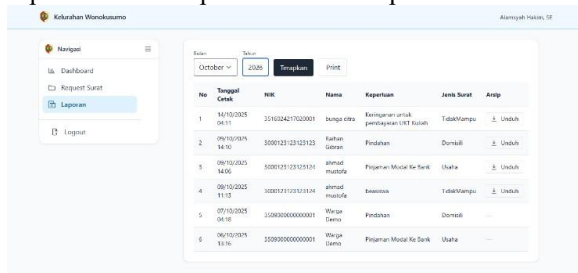 Kelurahan Wonokusumo
Alamsyah Hakim, SE
Navigasi
Dashboard
Request Surat
Laporan
Logout
Bulan Tahun
October 2026 Terapkan Print
No Tanggal Cetak NIK Nama Keperluan Jenis Surat Arsip
1 14/10/2025 04:11 3516024217020001 bunga citra Keringanan untuk pembayaran UKT Kuliah TidakMampu Unduh
2 09/10/2025 14:10 5000123123123123 Raihan Gibran Pindahan Domisili Unduh
3 09/10/2025 14:06 5000123123123124 ahmad mustofa Pinjaman Modal Ke Bank Usaha Unduh
4 09/10/2025 11:13 5000123123123124 ahmad mustofa beasiswa TidakMampu Unduh
5 07/10/2025 04:18 3509000000000001 Warga Demo Pindahan Domisili —
6 06/10/2025 13:16 3509000000000001 Warga Demo Pinjaman Modal Ke Bank Usaha —